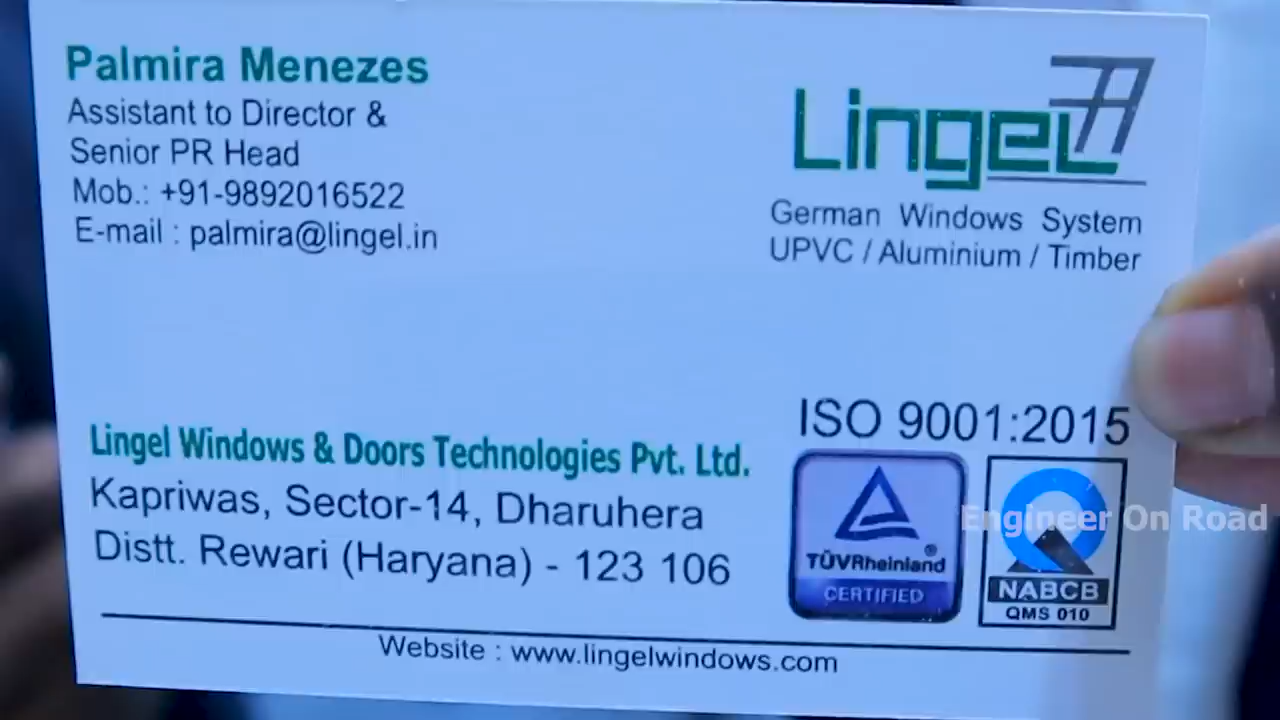 Palmira Menezes
Assistant to Director &
Senior PR Head
Mob.: +91-9892016522
E-mail : palmira@lingel.in
Lingel
German Windows System
UPVC / Aluminium / Timber
Lingel Windows & Doors Technologies Pvt. Ltd.
Kapriwas, Sector-14, Dharuhera
Distt. Rewari (Haryana) - 123 106
ISO 9001:2015
TÜVRheinland®
CERTIFIED
NABCB
QMS 010
Engineer On Road
Website : www.lingelwindows.com